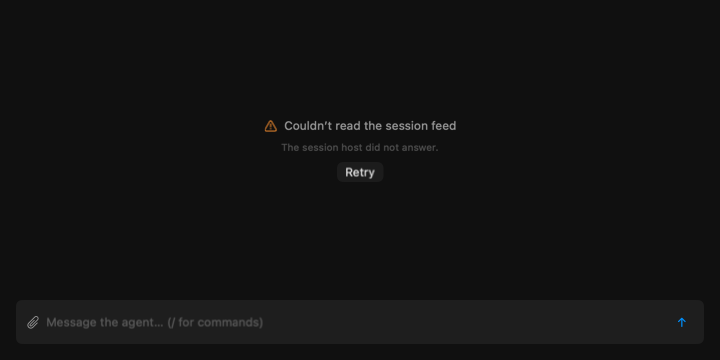 Couldn’t read the session feed
The session host did not answer.
Retry
Message the agent... (/ for commands)